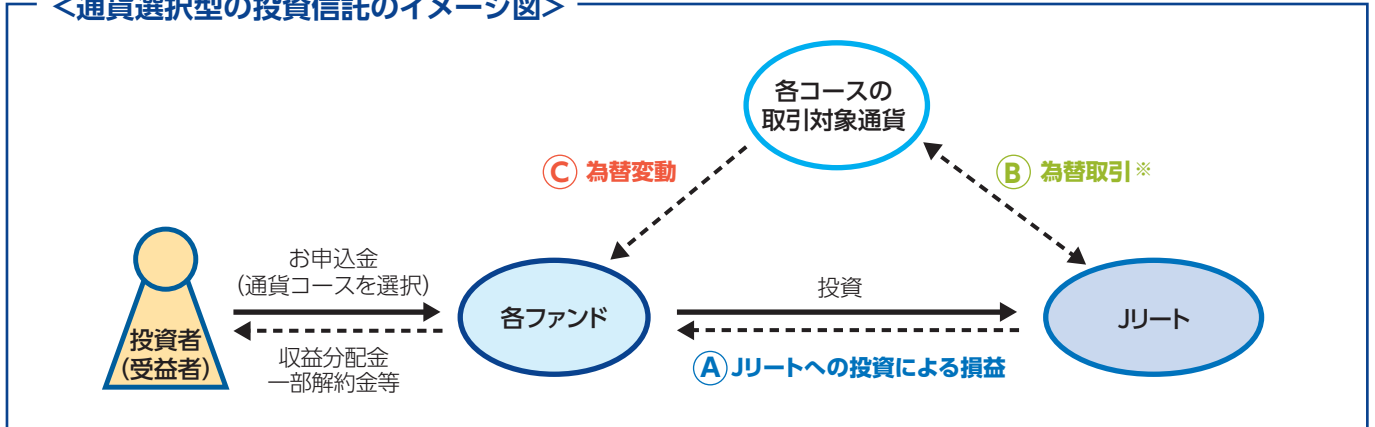 <通貨選択型の投資信託のイメージ図>
各コースの
取引対象通貨
C 為替変動
B 為替取引※
お申込金
(通貨コースを選択)
投資者
(受益者)
収益分配金
一部解約金等
各ファンド
投資
A Jリートへの投資による損益
Jリート